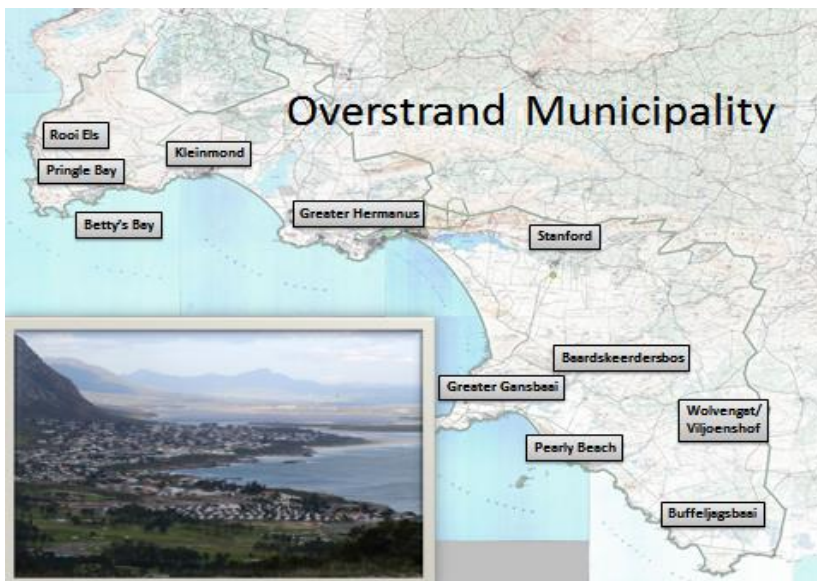 Overstrand Municipality
Rooi Els
Kleinmond
Pringle Bay
Betty's Bay
Greater Hermanus
Stanford
Baardskeerdersbos
Greater Gansbaai
Wolvengat/
Viljoenshof
Pearly Beach
Buffeljagsbaai